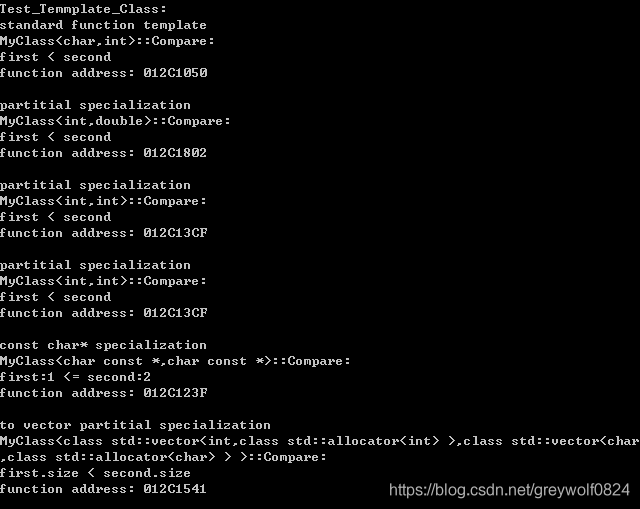 Test_Temmplate_Class:
standard function template
MyClass<char,int>::Compare:
first < second
function address: 012C1050
partitial specialization
MyClass<int,double>::Compare:
first < second
function address: 012C1802
partitial specialization
MyClass<int,int>::Compare:
first < second
function address: 012C13CF
partitial specialization
MyClass<int,int>::Compare:
first < second
function address: 012C13CF
const char* specialization
MyClass<char const *,char const *>::Compare:
first:1 <= second:2
function address: 012C123F
to vector partitial specialization
MyClass<class std::vector<int,class std::allocator<int> >,class std::vector<char
,class std::allocator<char> > >::Compare:
first.size < second.size
function address: 012C1541
https://blog.csdn.net/greywolf0824